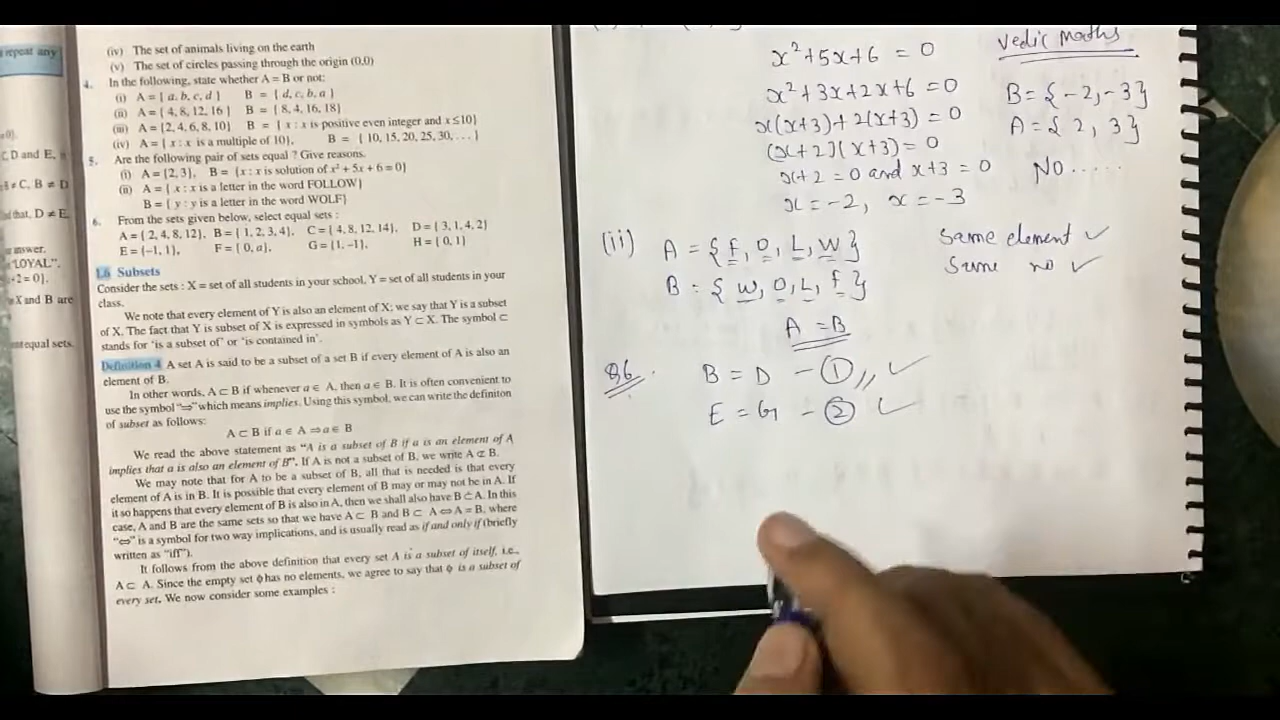 repeat any
C, D and E,
≠ C, B ≠ D
that, D ≠ E
answer,
"LOYAL",
X and B are
unequal sets.
(iv) The set of animals living on the earth
(v) The set of circles passing through the origin (0,0)
4. In the following, state whether A = B or not:
(i) A = { a, b, c, d } B = { d, c, b, a }
(ii) A = { 4, 8, 12, 16 } B = { 8, 4, 16, 18}
(iii) A = {2, 4, 6, 8, 10} B = { x : x is positive even integer and x ≤ 10}
(iv) A = { x : x is a multiple of 10}, B = { 10, 15, 20, 25, 30, . . . }
5. Are the following pair of sets equal ? Give reasons.
(i) A = {2, 3}, B = {x : x is solution of x² + 5x + 6 = 0}
(ii) A = { x : x is a letter in the word FOLLOW}
B = { y : y is a letter in the word WOLF}
6. From the sets given below, select equal sets :
A = { 2, 4, 8, 12}, B = { 1, 2, 3, 4}, C = { 4, 8, 12, 14}, D = { 3, 1, 4, 2}
E = {–1, 1}, F = { 0, a}, G = {1, –1}, H = { 0, 1}
1.6 Subsets
Consider the sets : X = set of all students in your school, Y = set of all students in your
class.
We note that every element of Y is also an element of X; we say that Y is a subset
of X. The fact that Y is subset of X is expressed in symbols as Y ⊂ X. The symbol ⊂
stands for 'is a subset of' or 'is contained in'.
Definition 4 A set A is said to be a subset of a set B if every element of A is also an
element of B.
In other words, A ⊂ B if whenever a ∈ A, then a ∈ B. It is often convenient to
use the symbol "⇒" which means implies. Using this symbol, we can write the definiton
of subset as follows:
A ⊂ B if a ∈ A ⇒ a ∈ B
We read the above statement as "A is a subset of B if a is an element of A
implies that a is also an element of B". If A is not a subset of B, we write A ⊄ B.
We may note that for A to be a subset of B, all that is needed is that every
element of A is in B. It is possible that every element of B may or may not be in A. If
it so happens that every element of B is also in A, then we shall also have B ⊂ A. In this
case, A and B are the same sets so that we have A ⊂ B and B ⊂ A ⇔ A = B, where
"⇔" is a symbol for two way implications, and is usually read as if and only if (briefly
written as "iff").
It follows from the above definition that every set A is a subset of itself, i.e.,
A ⊂ A. Since the empty set φ has no elements, we agree to say that φ is a subset of
every set. We now consider some examples :
x² + 5x + 6 = 0
x² + 3x + 2x + 6 = 0
x(x+3) + 2(x+3) = 0
(x+2)(x+3) = 0
x+2 = 0 and x+3 = 0
x = -2, x = -3
Vedic maths
B = {-2, -3}
A = {2, 3}
NO .....
(ii) A = {F, O, L, W}
B = {W, O, L, F}
A = B
Same element ✓
Same no ✓
Q6. B = D - ① ,, ✓
E = G - ② ✓